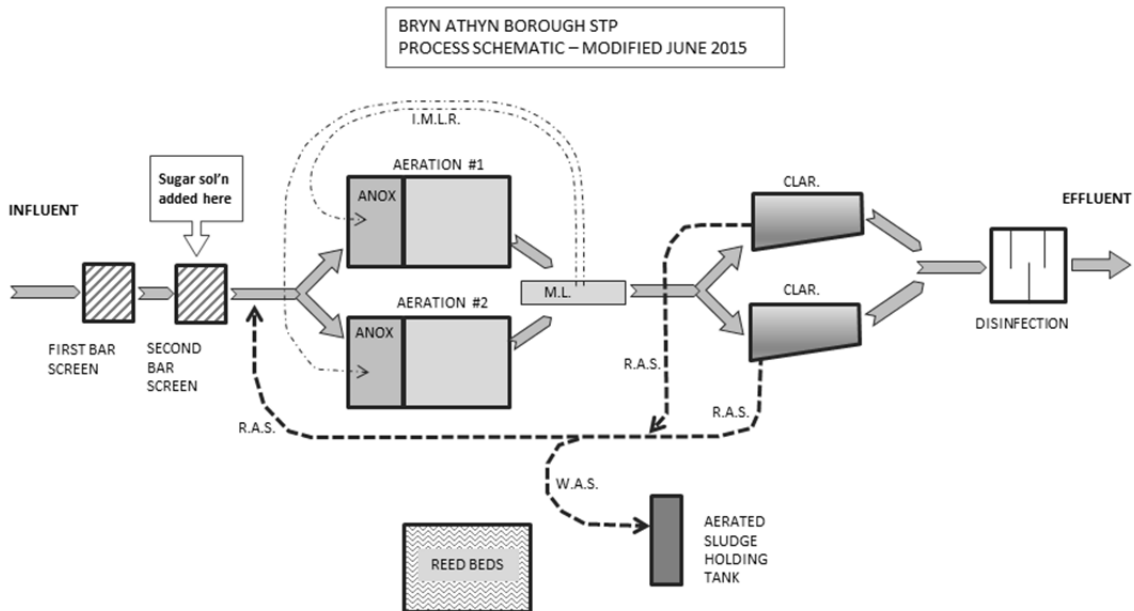 BRYN ATHYN BOROUGH STP
PROCESS SCHEMATIC – MODIFIED JUNE 2015
I.M.L.R.
Sugar sol'n
added here
INFLUENT
AERATION #1
ANOX
CLAR.
EFFLUENT
M.L.
AERATION #2
ANOX
CLAR.
DISINFECTION
FIRST BAR
SCREEN
SECOND
BAR
SCREEN
R.A.S.
R.A.S.
R.A.S.
W.A.S.
AERATED
SLUDGE
HOLDING
TANK
REED BEDS